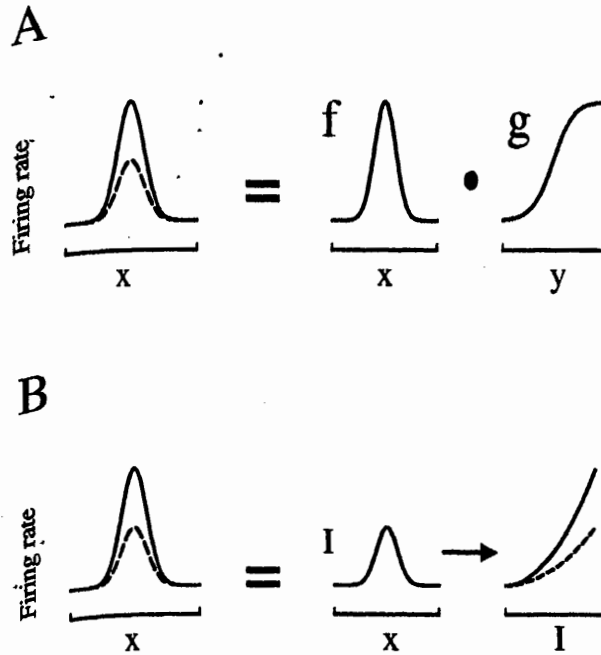 A
Firing rate
f
g
=
•
x
x
y
B
Firing rate
I
=
x
x
I